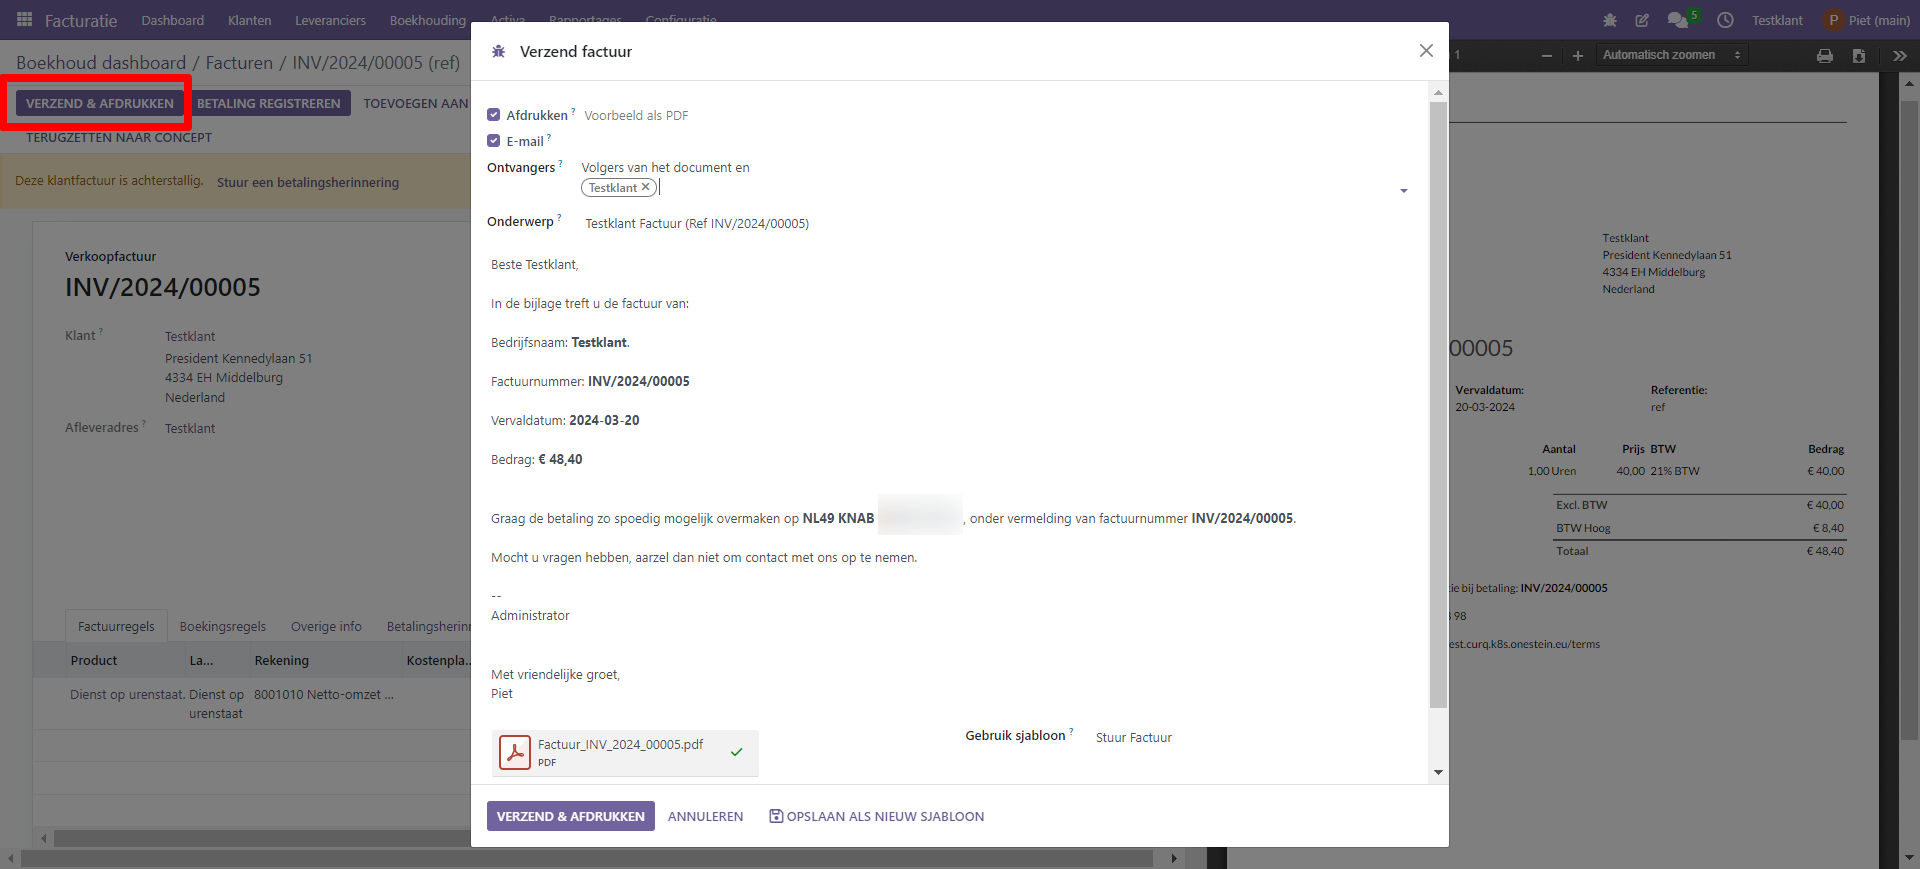 Facturatie Dashboard Klanten Leveranciers Boekhouding Activa Rapportages Configuratie 5 Testklant P Piet (main)
Boekhoud dashboard / Facturen / INV/2024/00005 (ref)
VERZEND & AFDRUKKEN BETALING REGISTREREN TOEVOEGEN AAN
TERUGZETTEN NAAR CONCEPT
Deze klantfactuur is achterstallig. Stuur een betalingsherinnering
Verkoopfactuur
INV/2024/00005
Klant ? Testklant
President Kennedylaan 51
4334 EH Middelburg
Nederland
Afleveradres ? Testklant
Factuurregels Boekingsregels Overige info Betalingsherinn
Product La... Rekening Kostenpla...
Dienst op urenstaat. Dienst op 8001010 Netto-omzet ...
urenstaat
Verzend factuur
Afdrukken ? Voorbeeld als PDF
E-mail ?
Ontvangers ? Volgers van het document en
Testklant
Onderwerp ? Testklant Factuur (Ref INV/2024/00005)
Beste Testklant,
In de bijlage treft u de factuur van:
Bedrijfsnaam: Testklant.
Factuurnummer: INV/2024/00005
Vervaldatum: 2024-03-20
Bedrag: € 48,40
Graag de betaling zo spoedig mogelijk overmaken op NL49 KNAB , onder vermelding van factuurnummer INV/2024/00005.
Mocht u vragen hebben, aarzel dan niet om contact met ons op te nemen.
--
Administrator
Met vriendelijke groet,
Piet
Factuur_INV_2024_00005.pdf
PDF
Gebruik sjabloon ? Stuur Factuur
VERZEND & AFDRUKKEN ANNULEREN OPSLAAN ALS NIEUW SJABLOON
1 Automatisch zoomen
Testklant
President Kennedylaan 51
4334 EH Middelburg
Nederland
00005
Vervaldatum: Referentie:
20-03-2024 ref
Aantal Prijs BTW Bedrag
1,00 Uren 40,00 21% BTW € 40,00
Excl. BTW € 40,00
BTW Hoog € 8,40
Totaal € 48,40
ie bij betaling: INV/2024/00005
98
est.curq.k8s.onestein.eu/terms